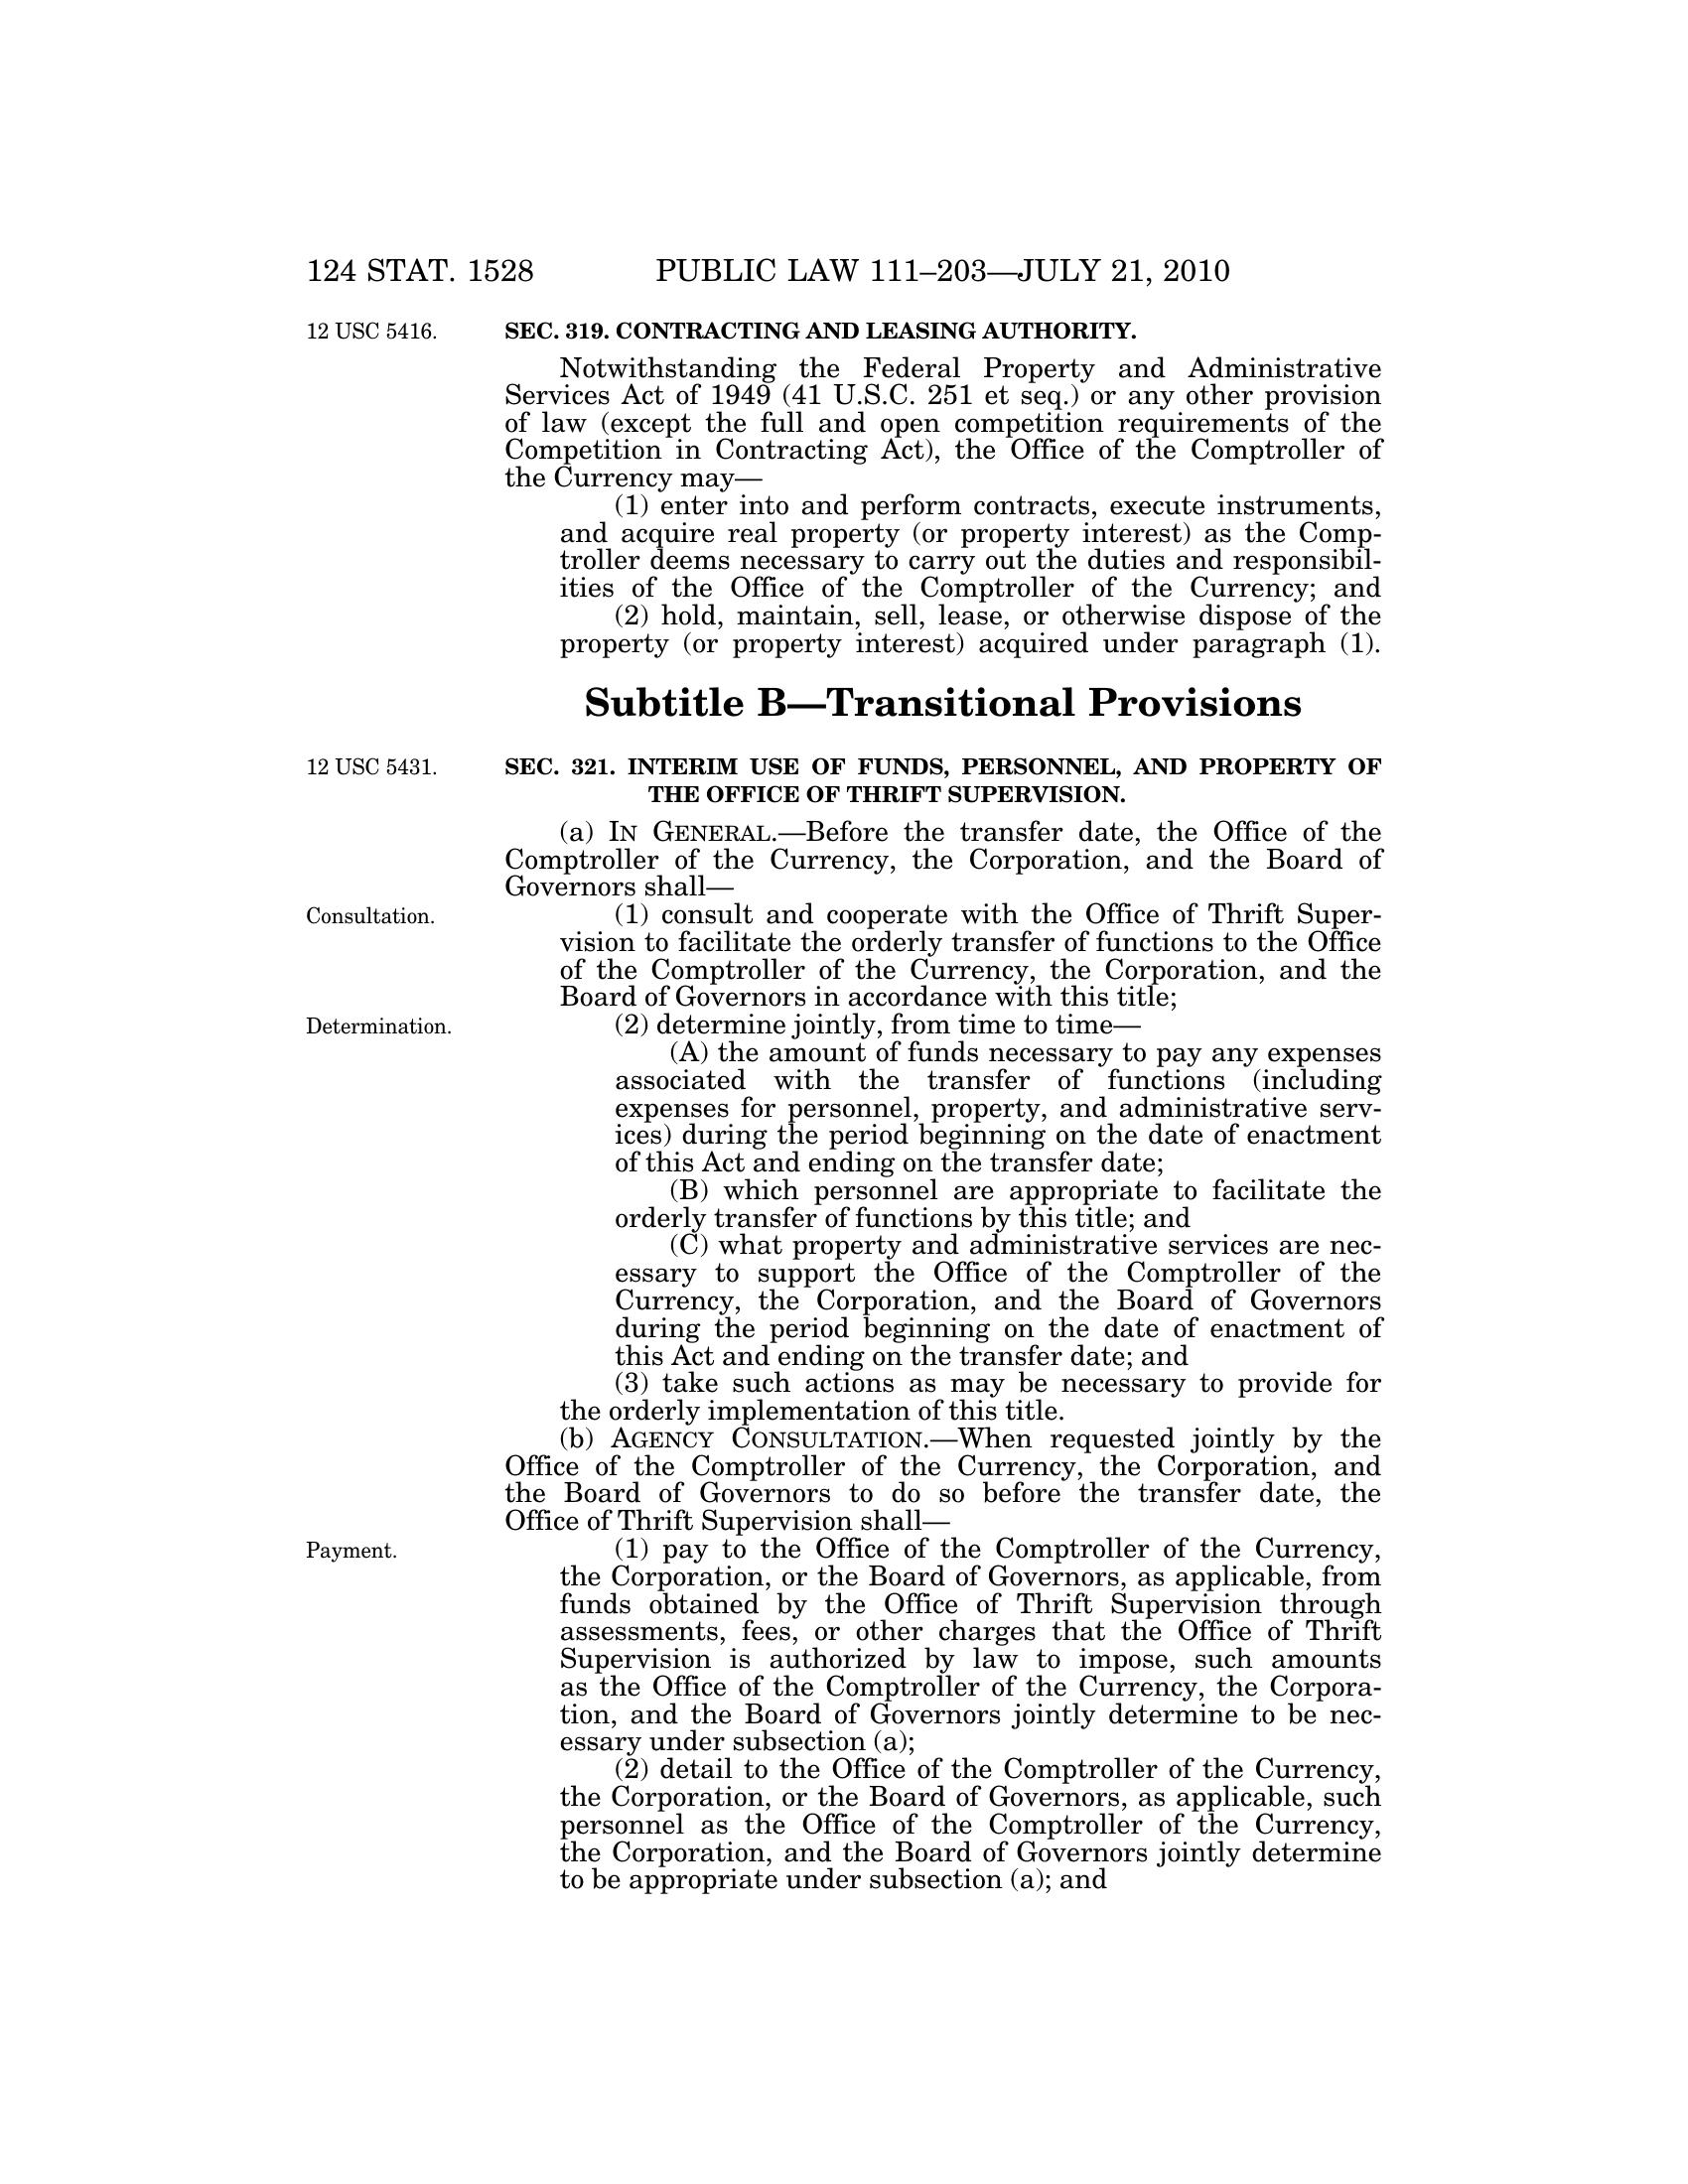 124 STAT. 1528 PUBLIC LAW 111–203—JULY 21, 2010
12 USC 5416.
SEC. 319. CONTRACTING AND LEASING AUTHORITY.
Notwithstanding the Federal Property and Administrative
Services Act of 1949 (41 U.S.C. 251 et seq.) or any other provision
of law (except the full and open competition requirements of the
Competition in Contracting Act), the Office of the Comptroller of
the Currency may—
(1) enter into and perform contracts, execute instruments,
and acquire real property (or property interest) as the Comp-
troller deems necessary to carry out the duties and responsibil-
ities of the Office of the Comptroller of the Currency; and
(2) hold, maintain, sell, lease, or otherwise dispose of the
property (or property interest) acquired under paragraph (1).
Subtitle B—Transitional Provisions
12 USC 5431.
SEC. 321. INTERIM USE OF FUNDS, PERSONNEL, AND PROPERTY OF
THE OFFICE OF THRIFT SUPERVISION.
(a) IN GENERAL.—Before the transfer date, the Office of the
Comptroller of the Currency, the Corporation, and the Board of
Governors shall—
Consultation.
(1) consult and cooperate with the Office of Thrift Super-
vision to facilitate the orderly transfer of functions to the Office
of the Comptroller of the Currency, the Corporation, and the
Board of Governors in accordance with this title;
Determination.
(2) determine jointly, from time to time—
(A) the amount of funds necessary to pay any expenses
associated with the transfer of functions (including
expenses for personnel, property, and administrative serv-
ices) during the period beginning on the date of enactment
of this Act and ending on the transfer date;
(B) which personnel are appropriate to facilitate the
orderly transfer of functions by this title; and
(C) what property and administrative services are nec-
essary to support the Office of the Comptroller of the
Currency, the Corporation, and the Board of Governors
during the period beginning on the date of enactment of
this Act and ending on the transfer date; and
(3) take such actions as may be necessary to provide for
the orderly implementation of this title.
(b) AGENCY CONSULTATION.—When requested jointly by the
Office of the Comptroller of the Currency, the Corporation, and
the Board of Governors to do so before the transfer date, the
Office of Thrift Supervision shall—
Payment.
(1) pay to the Office of the Comptroller of the Currency,
the Corporation, or the Board of Governors, as applicable, from
funds obtained by the Office of Thrift Supervision through
assessments, fees, or other charges that the Office of Thrift
Supervision is authorized by law to impose, such amounts
as the Office of the Comptroller of the Currency, the Corpora-
tion, and the Board of Governors jointly determine to be nec-
essary under subsection (a);
(2) detail to the Office of the Comptroller of the Currency,
the Corporation, or the Board of Governors, as applicable, such
personnel as the Office of the Comptroller of the Currency,
the Corporation, and the Board of Governors jointly determine
to be appropriate under subsection (a); and